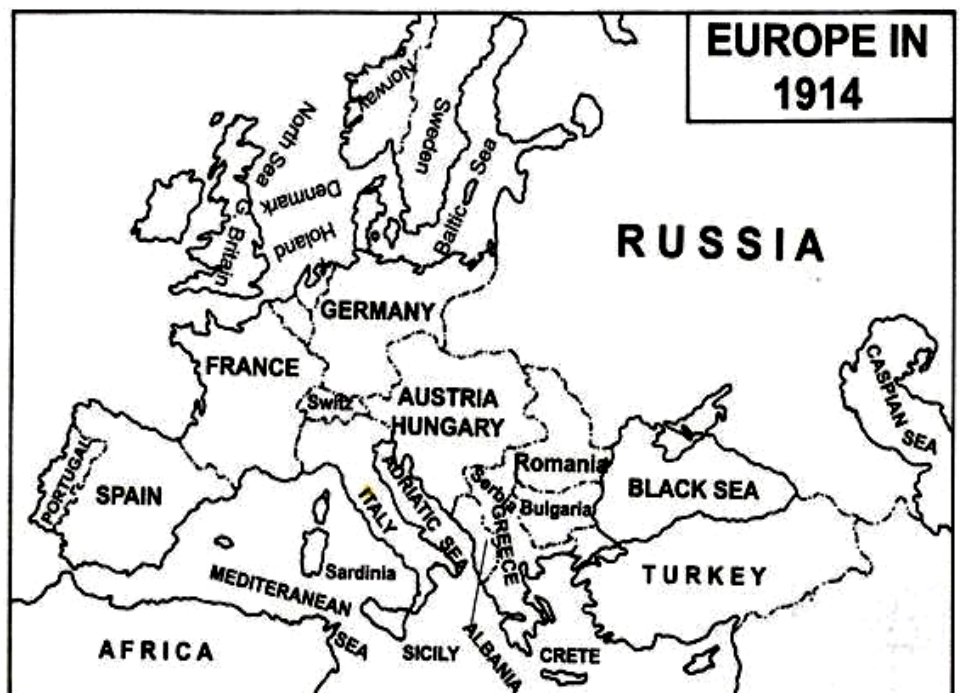 EUROPE IN
1914
Norway
Sweden
North Sea
Baltic Sea
Denmark
Holand
G. Britain
RUSSIA
GERMANY
FRANCE
Switz
AUSTRIA
HUNGARY
CASPIAN SEA
PORTUGAL
SPAIN
ITALY
ADRIATIC SEA
Romania
Serbia
Bulgaria
GREECE
BLACK SEA
TURKEY
Sardinia
MEDITERANEAN
SEA
AFRICA
SICILY
ALBANIA
CRETE